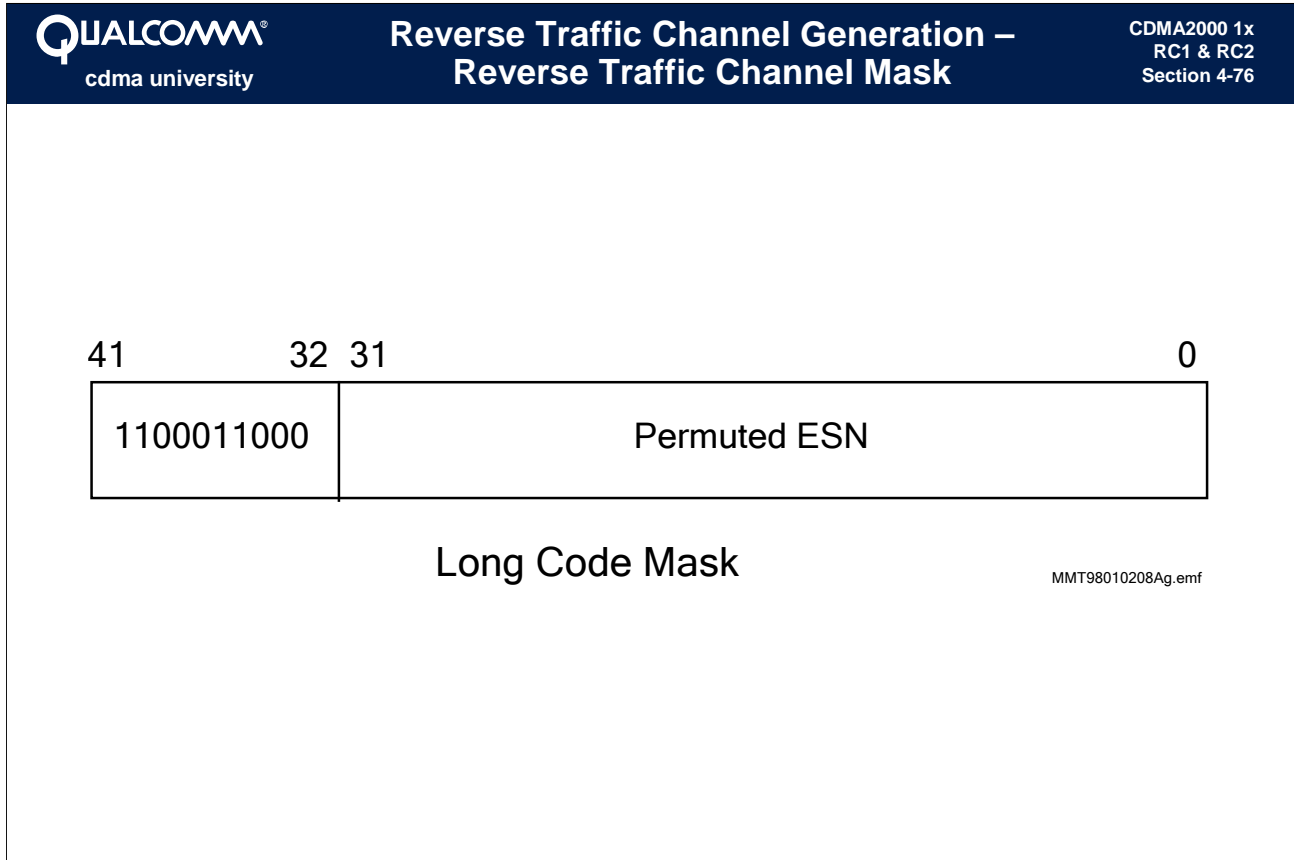 QUALCOMM®
cdma university
Reverse Traffic Channel Generation –
Reverse Traffic Channel Mask
CDMA2000 1x
RC1 & RC2
Section 4-76
41 32 31 0
1100011000 Permuted ESN
Long Code Mask
MMT98010208Ag.emf